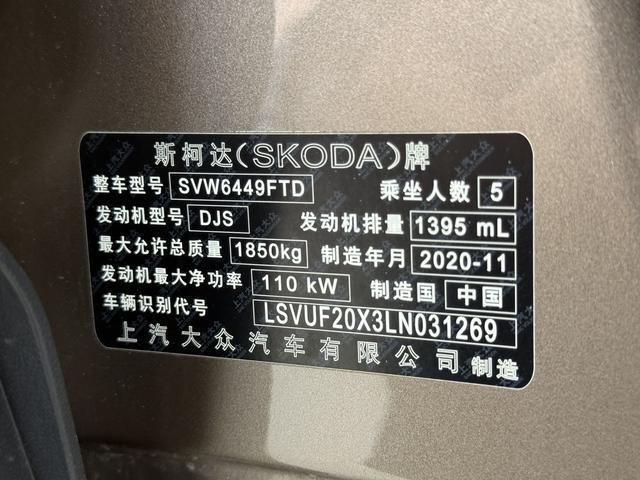 斯柯达(SKODA)牌
整车型号 SVW6449FTD 乘坐人数 5
发动机型号 DJS 发动机排量 1395 mL
最大允许总质量 1850kg 制造年月 2020-11
发动机最大净功率 110 kW 制造国 中国
车辆识别代号 LSVUF20X3LN031269
上汽大众汽车有限公司 制造